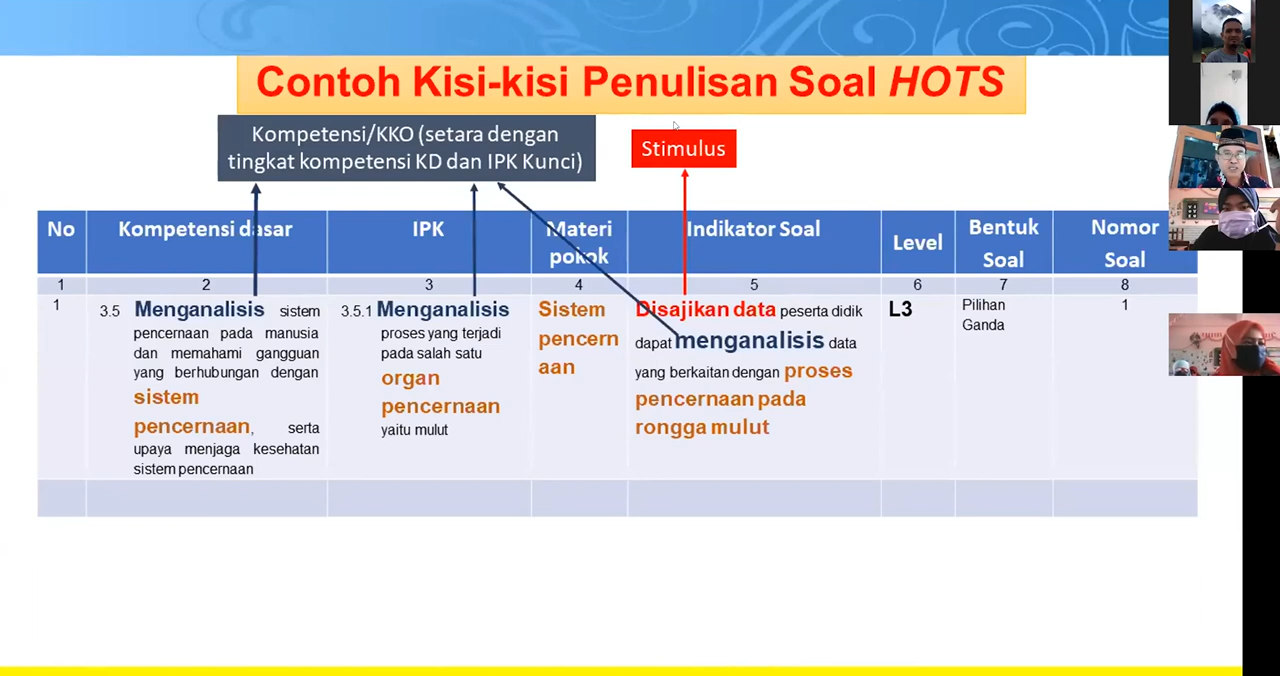 Contoh Kisi-kisi Penulisan Soal HOTS
Kompetensi/KKO (setara dengan
tingkat kompetensi KD dan IPK Kunci)
Stimulus
No
Kompetensi dasar
IPK
Materi
pokok
Indikator Soal
Level
Bentuk
Soal
Nomor
Soal
1
2
3
4
5
6
7
8
1
3.5 Menganalisis sistem
pencernaan pada manusia
dan memahami gangguan
yang berhubungan dengan
sistem
pencernaan, serta
upaya menjaga kesehatan
sistem pencernaan
3.5.1 Menganalisis
proses yang terjadi
pada salah satu
organ
pencernaan
yaitu mulut
Sistem
pencern
aan
Disajikan data peserta didik
dapat menganalisis data
yang berkaitan dengan proses
pencernaan pada
rongga mulut
L3
Pilihan
Ganda
1